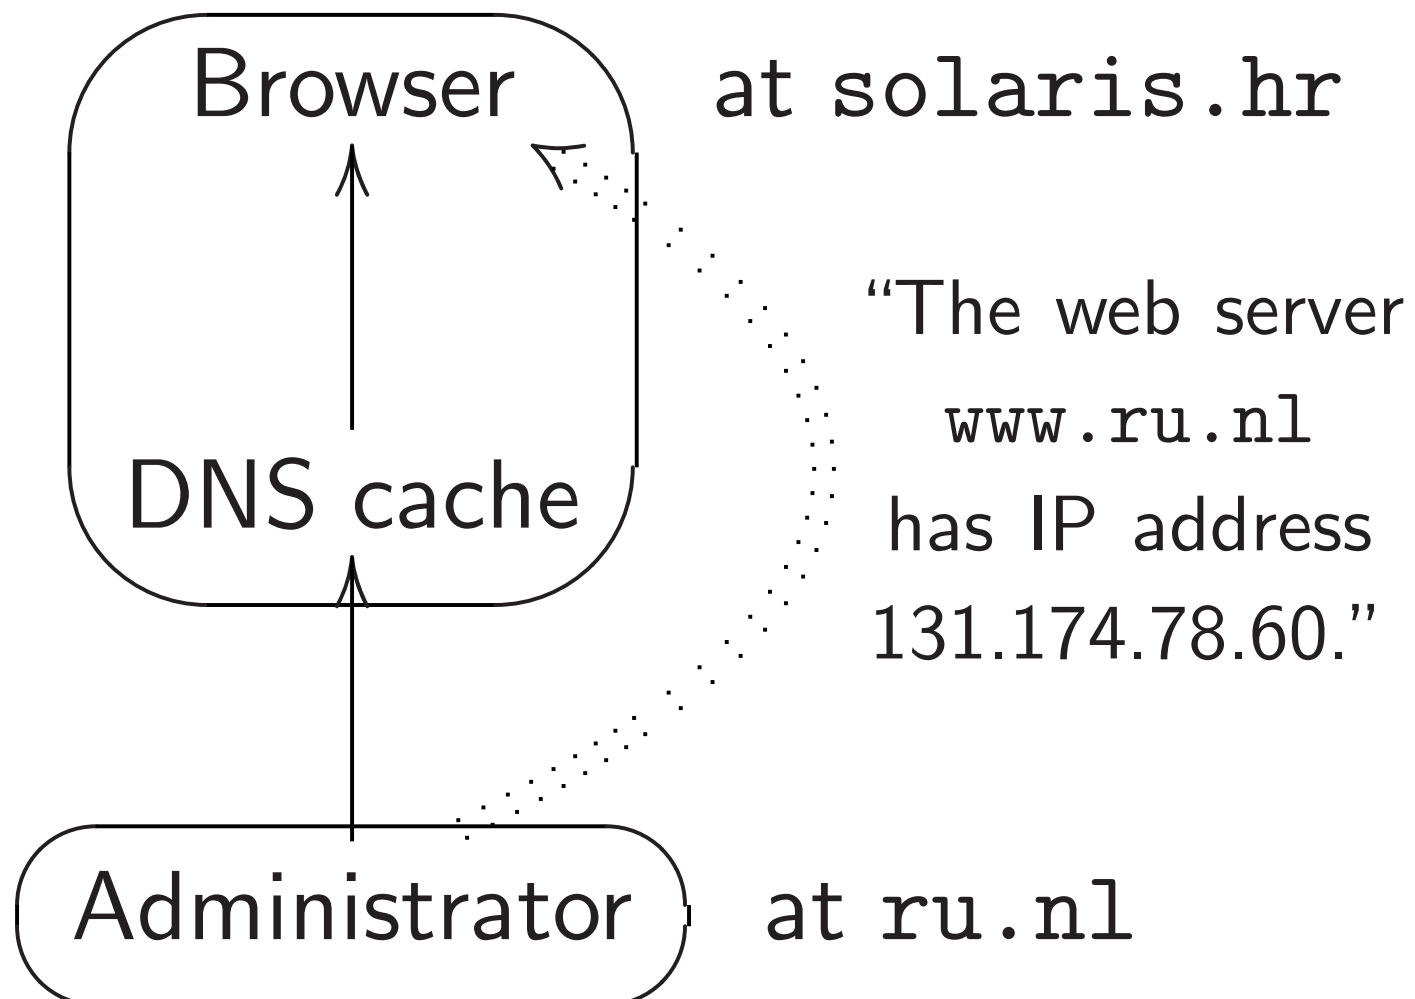 Browser at solaris.hr
“The web server
www.ru.nl
DNS cache
has IP address
131.174.78.60.”
Administrator at ru.nl